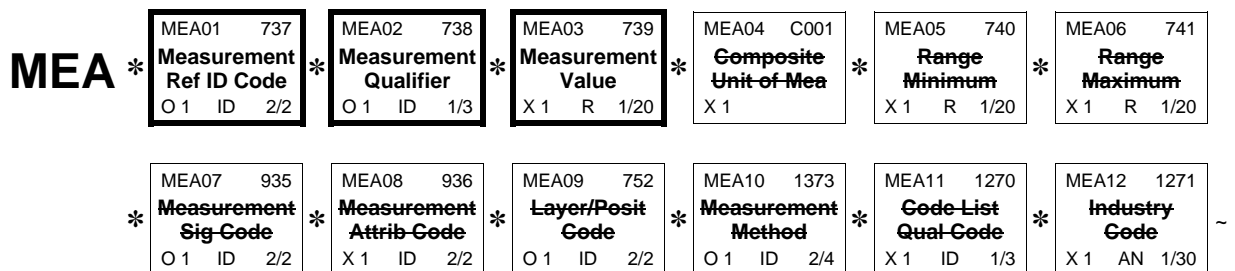 MEA01 737 MEA02 738 MEA03 739 MEA04 C001 MEA05 740 MEA06 741
MEA * Measurement * Measurement * Measurement * Composite * Range * Range
Ref ID Code Qualifier Value Unit of Mea Minimum Maximum
O 1 ID 2/2 O 1 ID 1/3 X 1 R 1/20 X 1 X 1 R 1/20 X 1 R 1/20
MEA07 935 MEA08 936 MEA09 752 MEA10 1373 MEA11 1270 MEA12 1271
* Measurement * Measurement * Layer/Posit * Measurement * Code List * Industry ~
Sig Code Attrib Code Code Method Qual Code Code
O 1 ID 2/2 X 1 ID 2/2 O 1 ID 2/2 O 1 ID 2/4 X 1 ID 1/3 X 1 AN 1/30